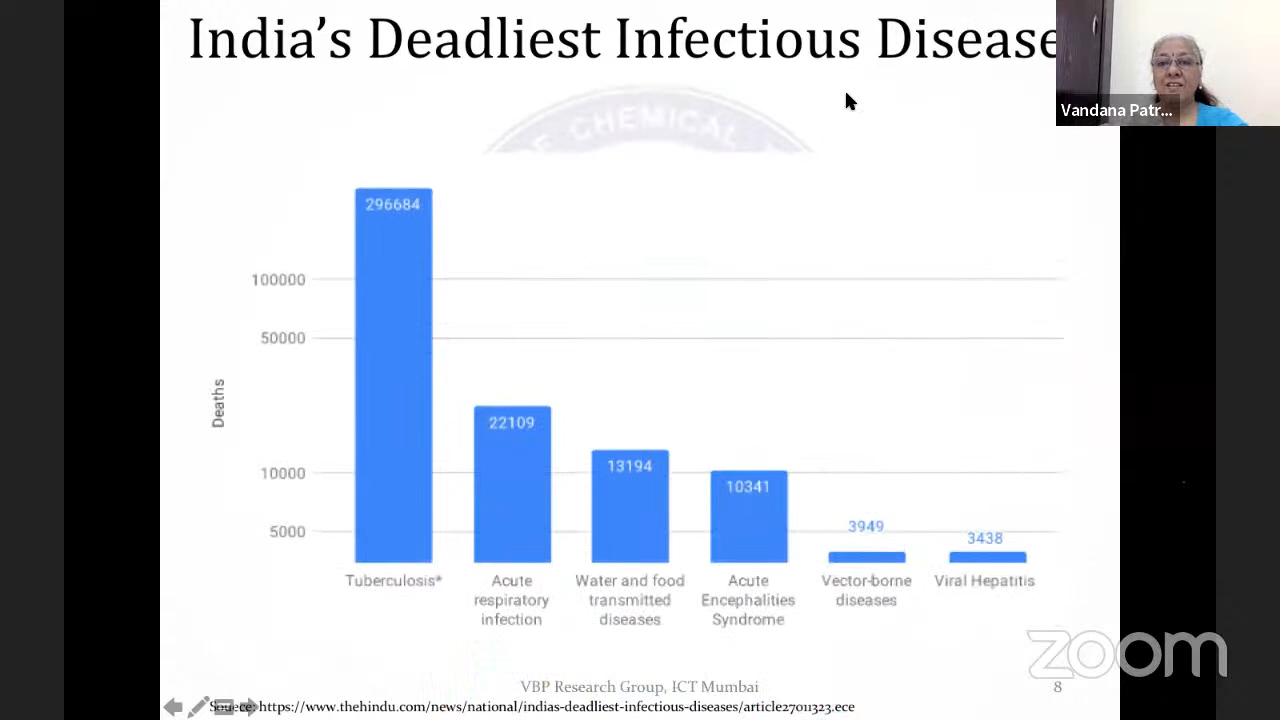 India's Deadliest Infectious Disease
Vandana Patr...
CHEMICAL
296684
100000
50000
Deaths
22109
13194
10000
10341
5000
3949
3438
Tuberculosis*
Acute
respiratory
infection
Water and food
transmitted
diseases
Acute
Encephalities
Syndrome
Vector-borne
diseases
Viral Hepatitis
zoom
VBP Research Group, ICT Mumbai
8
Souece: https://www.thehindu.com/news/national/indias-deadliest-infectious-diseases/article27011323.ece